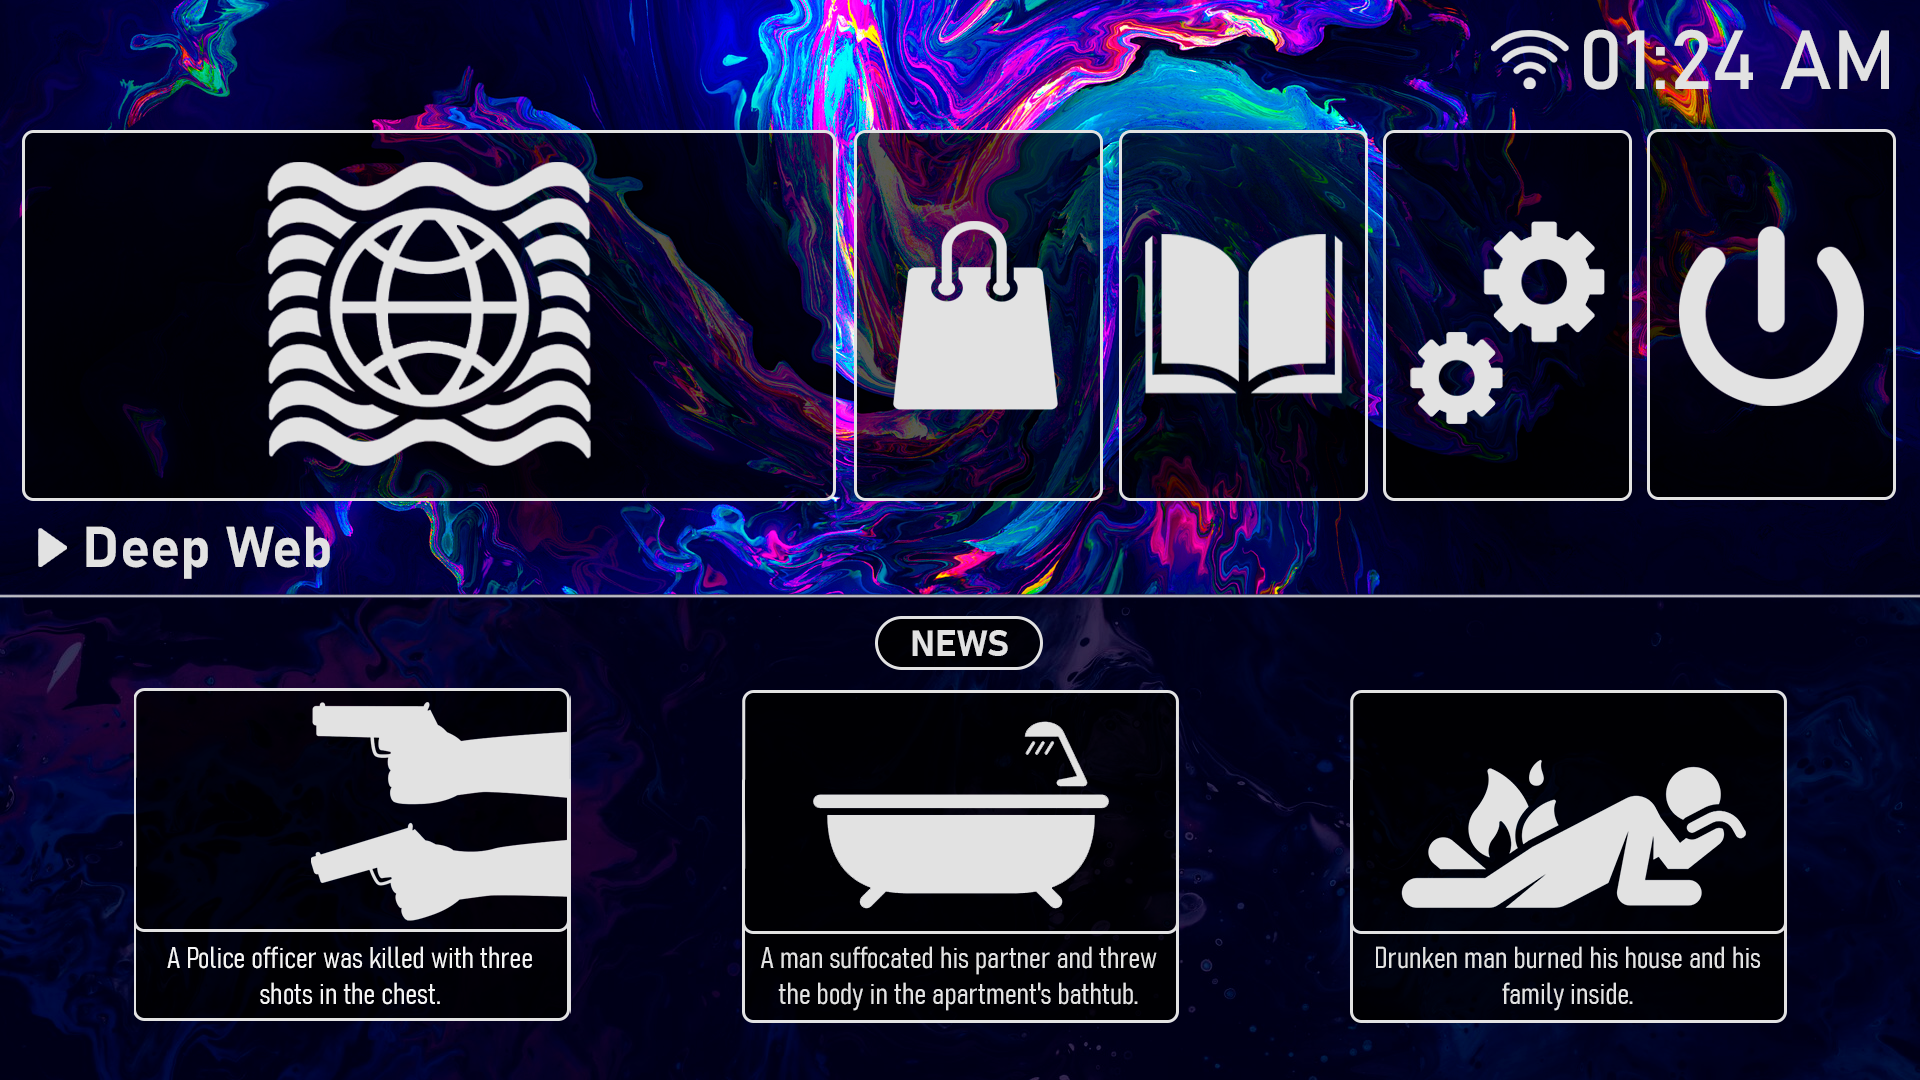 01:24 AM
Deep Web
NEWS
A Police officer was killed with three
shots in the chest.
A man suffocated his partner and threw
the body in the apartment's bathtub.
Drunken man burned his house and his
family inside.